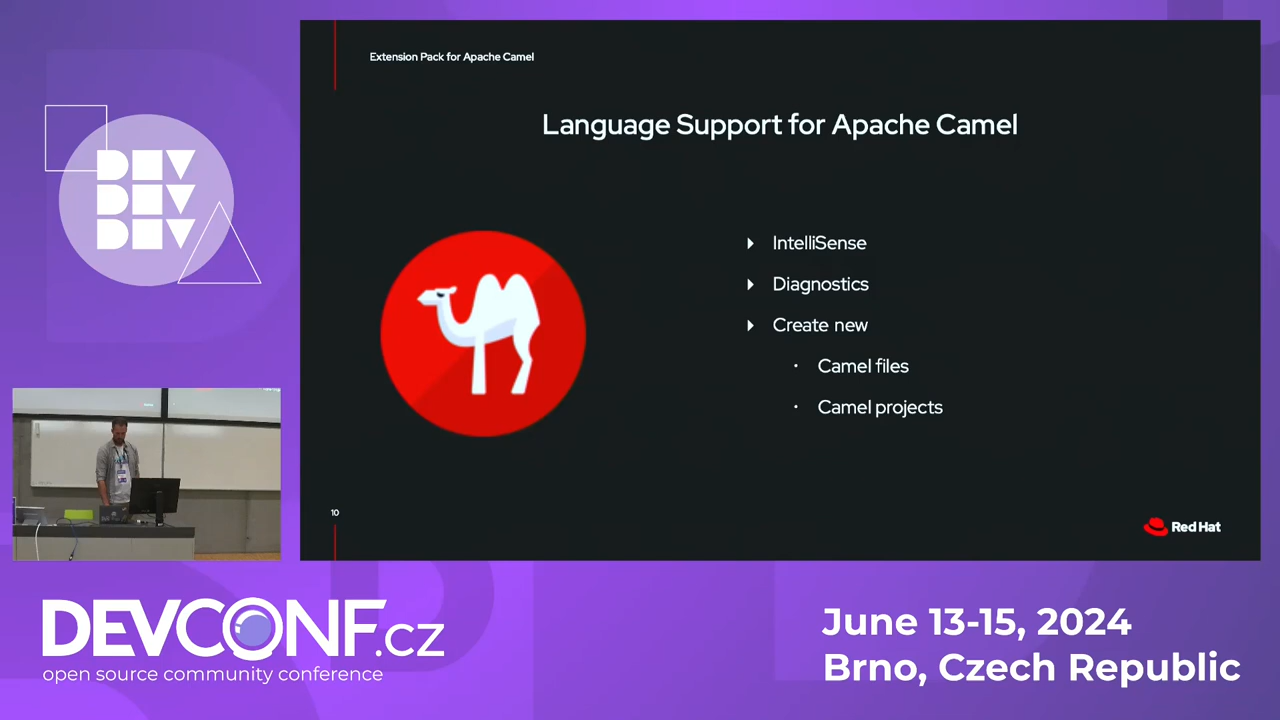 Extension Pack for Apache Camel
Language Support for Apache Camel
IntelliSense
Diagnostics
Create new
Camel files
Camel projects
10
Red Hat
DEV
DEV
DEV
DEVCONF.cz
open source community conference
June 13-15, 2024
Brno, Czech Republic